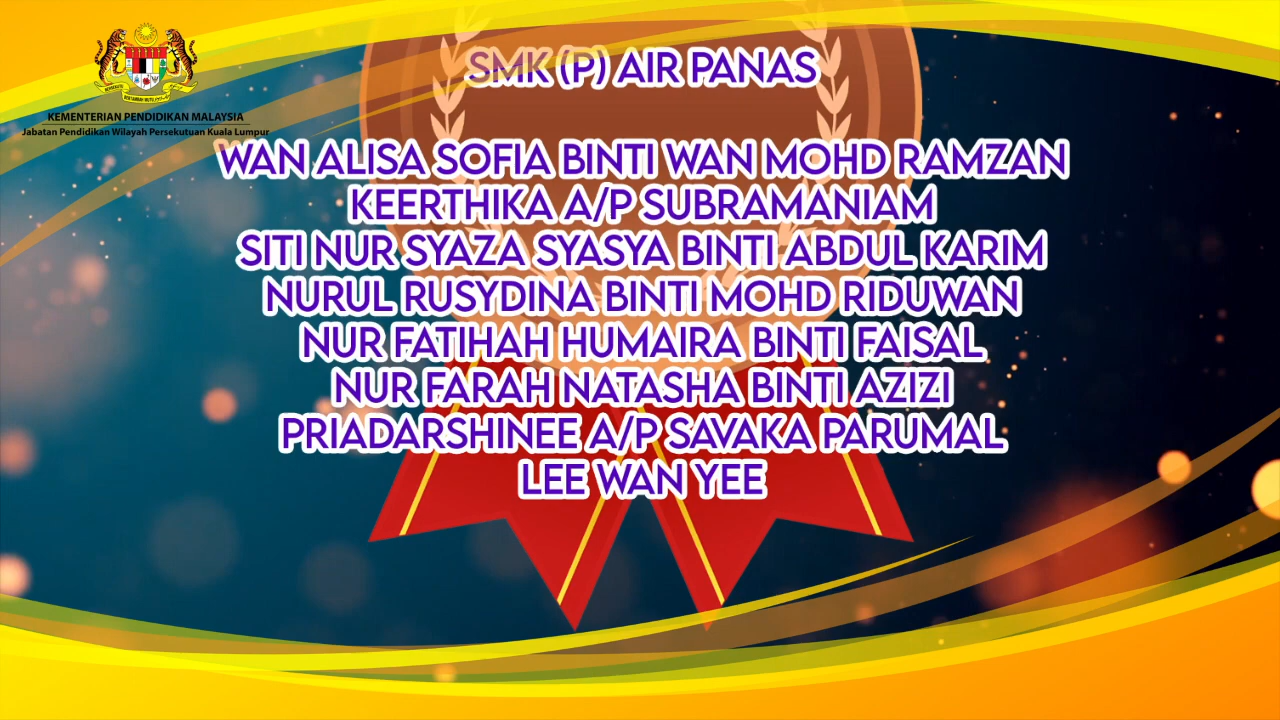 KEMENTERIAN PENDIDIKAN MALAYSIA
Jabatan Pendidikan Wilayah Persekutuan Kuala Lumpur
SMK (P) AIR PANAS
WAN ALISA SOFIA BINTI WAN MOHD RAMZAN
KEERTHIKA A/P SUBRAMANIAM
SITI NUR SYAZA SYASYA BINTI ABDUL KARIM
NURUL RUSYDINA BINTI MOHD RIDUWAN
NUR FATIHAH HUMAIRA BINTI FAISAL
NUR FARAH NATASHA BINTI AZIZI
PRIADARSHINEE A/P SAVAKA PARUMAL
LEE WAN YEE